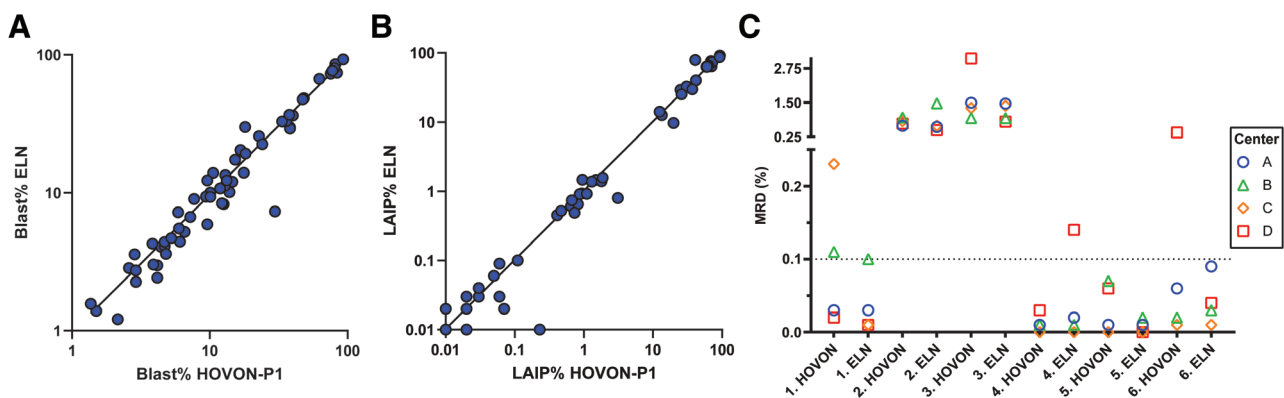 A
Blast% ELN
100
10
1
1
10
100
Blast% HOVON-P1
B
LAIP% ELN
100
10
1
0.1
0.01
0.01
0.1
1
10
100
LAIP% HOVON-P1
C
MRD (%)
2.75
1.50
0.25
0.2
0.1
0.0
1. HOVON
1. ELN
2. HOVON
2. ELN
3. HOVON
3. ELN
4. HOVON
4. ELN
5. HOVON
5. ELN
6. HOVON
6. ELN
Center
A
B
C
D